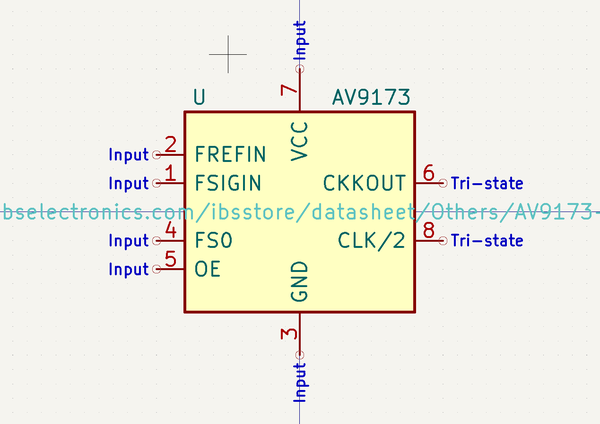 Input
7
U
AV9173
VCC
Input
2
FREFIN
Input
1
FSIGIN
CKKOUT
6
Tri-state
bselectronics.com/ibsstore/datasheet/Others/AV9173-
Input
4
FS0
CLK/2
8
Tri-state
Input
5
OE
GND
3
Input